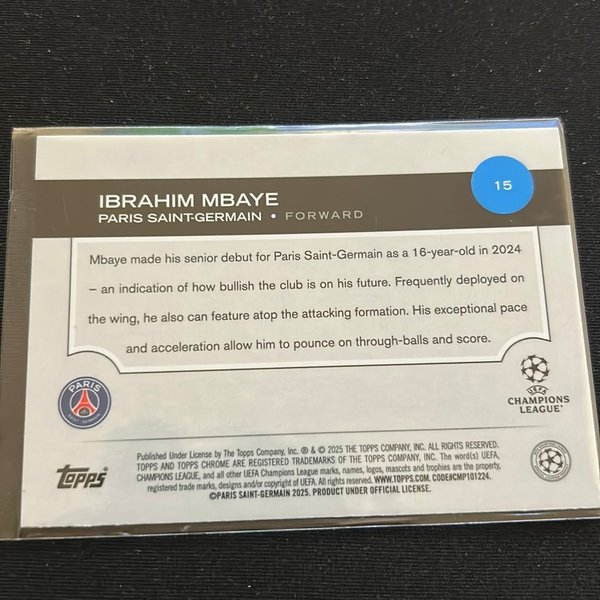 15
IBRAHIM MBAYE
PARIS SAINT-GERMAIN • FORWARD
Mbaye made his senior debut for Paris Saint-Germain as a 16-year-old in 2024
– an indication of how bullish the club is on his future. Frequently deployed on
the wing, he also can feature atop the attacking formation. His exceptional pace
and acceleration allow him to pounce on through-balls and score.
PARIS
UEFA
CHAMPIONS
LEAGUE®
topps®
Published Under License by The Topps Company, Inc. ® & © 2025 THE TOPPS COMPANY, INC. ALL RIGHTS RESERVED.
TOPPS AND TOPPS CHROME ARE REGISTERED TRADEMARKS OF THE TOPPS COMPANY, INC. The word(s) UEFA,
CHAMPIONS LEAGUE, and all other UEFA Champions League marks, names, logos, mascots and trophies are the property,
registered trade marks, designs and/or copyright of UEFA. All rights reserved. WWW.TOPPS.COM. CODE#CMP101224.
©PARIS SAINT-GERMAIN 2025. PRODUCT UNDER OFFICIAL LICENSE.